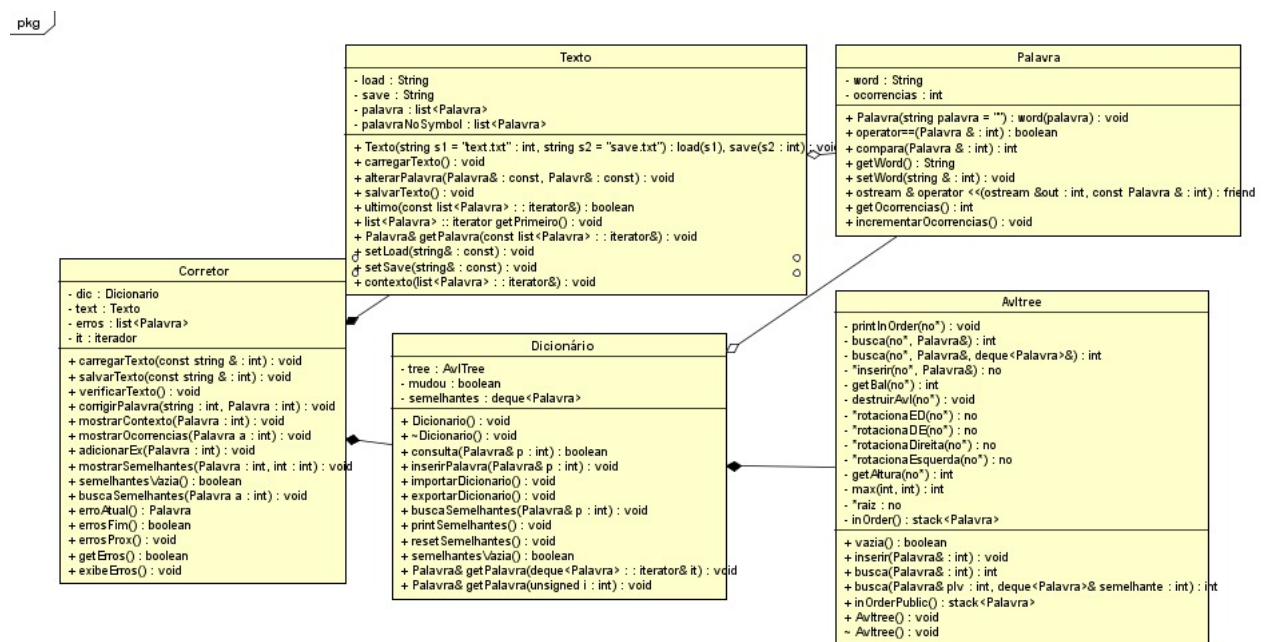 pkg
Texto
- load : String
- save : String
- palavra : list<Palavra>
- palavraNoSymbol : list<Palavra>
+ Texto(string s1 = "text.txt" : int, string s2 = "save.txt") : load(s1), save(s2 : int) : void
+ carregarTexto() : void
+ alterarPalavra(Palavra& : const, Palavr& : const) : void
+ salvarTexto() : void
+ ultimo(const list<Palavra> : : iterator&) : boolean
+ list<Palavra> :: iterator getPrimeiro() : void
+ Palavra& getPalavra(const list<Palavra> : : iterator&) : void
+ setLoad(string& : const) : void
+ setSave(string& : const) : void
+ contexto(list<Palavra> : : iterator&) : void
Palavra
- word : String
- ocorrencias : int
+ Palavra(string palavra = "") : word(palavra) : void
+ operator==(Palavra & : int) : boolean
+ compara(Palavra & : int) : int
+ getWord() : String
+ setWord(string & : int) : void
+ ostream & operator <<(ostream &out : int, const Palavra & : int) : friend
+ getOcorrencias() : int
+ incrementarOcorrencias() : void
Corretor
- dic : Dicionario
- text : Texto
- erros : list<Palavra>
- it : iterador
+ carregarTexto(const string & : int) : void
+ salvarTexto(const string & : int) : void
+ verificarTexto() : void
+ corrigirPalavra(string : int, Palavra : int) : void
+ mostrarContexto(Palavra : int) : void
+ mostrarOcorrencias(Palavra a : int) : void
+ adicionarEx(Palavra : int) : void
+ mostrarSemelhantes(Palavra : int, int : int) : void
+ semelhantesVazia() : boolean
+ buscaSemelhantes(Palavra a : int) : void
+ erroAtual() : Palavra
+ errosFim() : boolean
+ errosProx() : void
+ getErros() : boolean
+ exibeErros() : void
Dicionário
- tree : AvlTree
- mudou : boolean
- semelhantes : deque<Palavra>
+ Dicionario() : void
+ ~Dicionario() : void
+ consulta(Palavra& p : int) : boolean
+ inserirPalavra(Palavra& p : int) : void
+ importarDicionario() : void
+ exportarDicionario() : void
+ buscaSemelhantes(Palavra& p : int) : void
+ printSemelhantes() : void
+ resetSemelhantes() : void
+ semelhantesVazia() : boolean
+ Palavra& getPalavra(deque<Palavra> : : iterator& it) : void
+ Palavra& getPalavra(unsigned i : int) : void
Avltree
- printInOrder(no*) : void
- busca(no*, Palavra&) : int
- busca(no*, Palavra&, deque<Palavra>&) : int
- *inserir(no*, Palavra&) : no
- getBal(no*) : int
- destruirAvl(no*) : void
- *rotacionaED(no*) : no
- *rotacionaDE(no*) : no
- *rotacionaDireita(no*) : no
- *rotacionaEsquerda(no*) : no
- getAltura(no*) : int
- max(int, int) : int
- *raiz : no
- inOrder() : stack<Palavra>
+ vazia() : boolean
+ inserir(Palavra& : int) : void
+ busca(Palavra& : int) : int
+ busca(Palavra& plv : int, deque<Palavra>& semelhante : int) : int
+ inOrderPublic() : stack<Palavra>
+ Avltree() : void
~ Avltree() : void